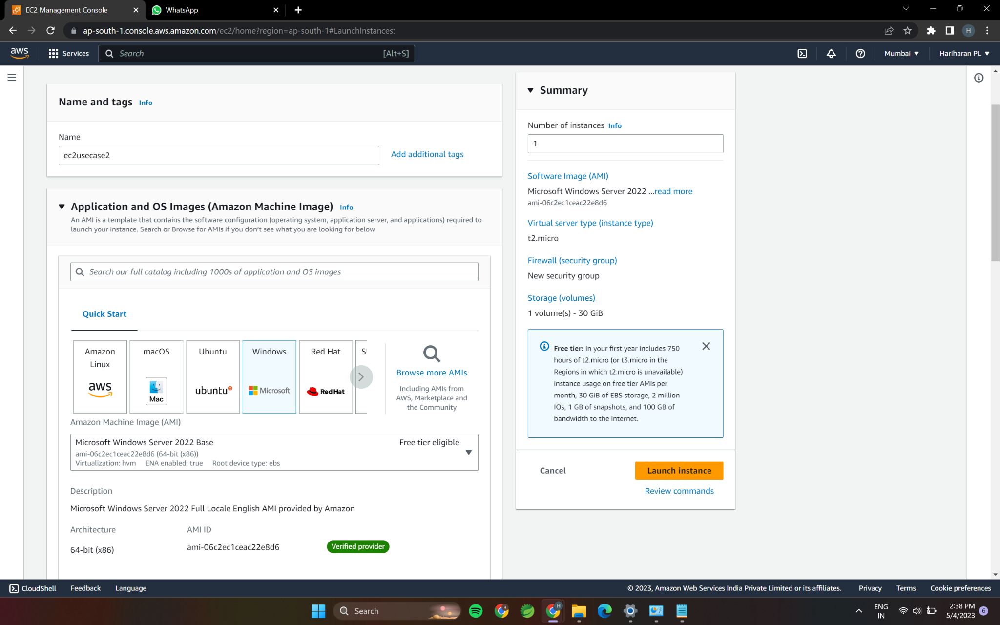 EC2 Management Console
WhatsApp
ap-south-1.console.aws.amazon.com/ec2/home?region=ap-south-1#LaunchInstances:
H
aws
Services
Search
[Alt+S]
Mumbai
Hariharan PL
Name and tags Info
Name
ec2usecase2
Add additional tags
Application and OS Images (Amazon Machine Image) Info
An AMI is a template that contains the software configuration (operating system, application server, and applications) required to
launch your instance. Search or Browse for AMIs if you don't see what you are looking for below
Search our full catalog including 1000s of application and OS images
Quick Start
Amazon
Linux
aws
macOS
Mac
Ubuntu
ubuntu
Windows
Microsoft
Red Hat
Red Hat
Browse more AMIs
Including AMIs from
AWS, Marketplace and
the Community
Amazon Machine Image (AMI)
Microsoft Windows Server 2022 Base
Free tier eligible
ami-06c2ec1ceac22e8d6 (64-bit (x86))
Virtualization: hvm ENA enabled: true Root device type: ebs
Description
Microsoft Windows Server 2022 Full Locale English AMI provided by Amazon
Architecture
AMI ID
64-bit (x86)
ami-06c2ec1ceac22e8d6
Verified provider
Summary
Number of instances Info
1
Software Image (AMI)
Microsoft Windows Server 2022 ...read more
ami-06c2ec1ceac22e8d6
Virtual server type (instance type)
t2.micro
Firewall (security group)
New security group
Storage (volumes)
1 volume(s) - 30 GiB
Free tier: In your first year includes 750
hours of t2.micro (or t3.micro in the
Regions in which t2.micro is unavailable)
instance usage on free tier AMIs per
month, 30 GiB of EBS storage, 2 million
IOs, 1 GB of snapshots, and 100 GB of
bandwidth to the internet.
Cancel
Launch instance
Review commands
CloudShell
Feedback
Language
© 2023, Amazon Web Services India Private Limited or its affiliates.
Privacy
Terms
Cookie preferences
Search
ENG
IN
2:38 PM
5/4/2023
6